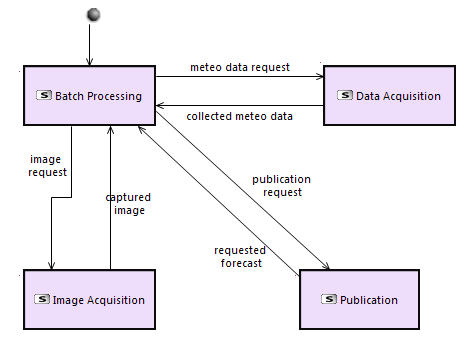 meteo data request
S Batch Processing
S Data Acquisition
collected meteo data
image
request
publication
request
captured
image
requested
forecast
S Image Acquisition
S Publication